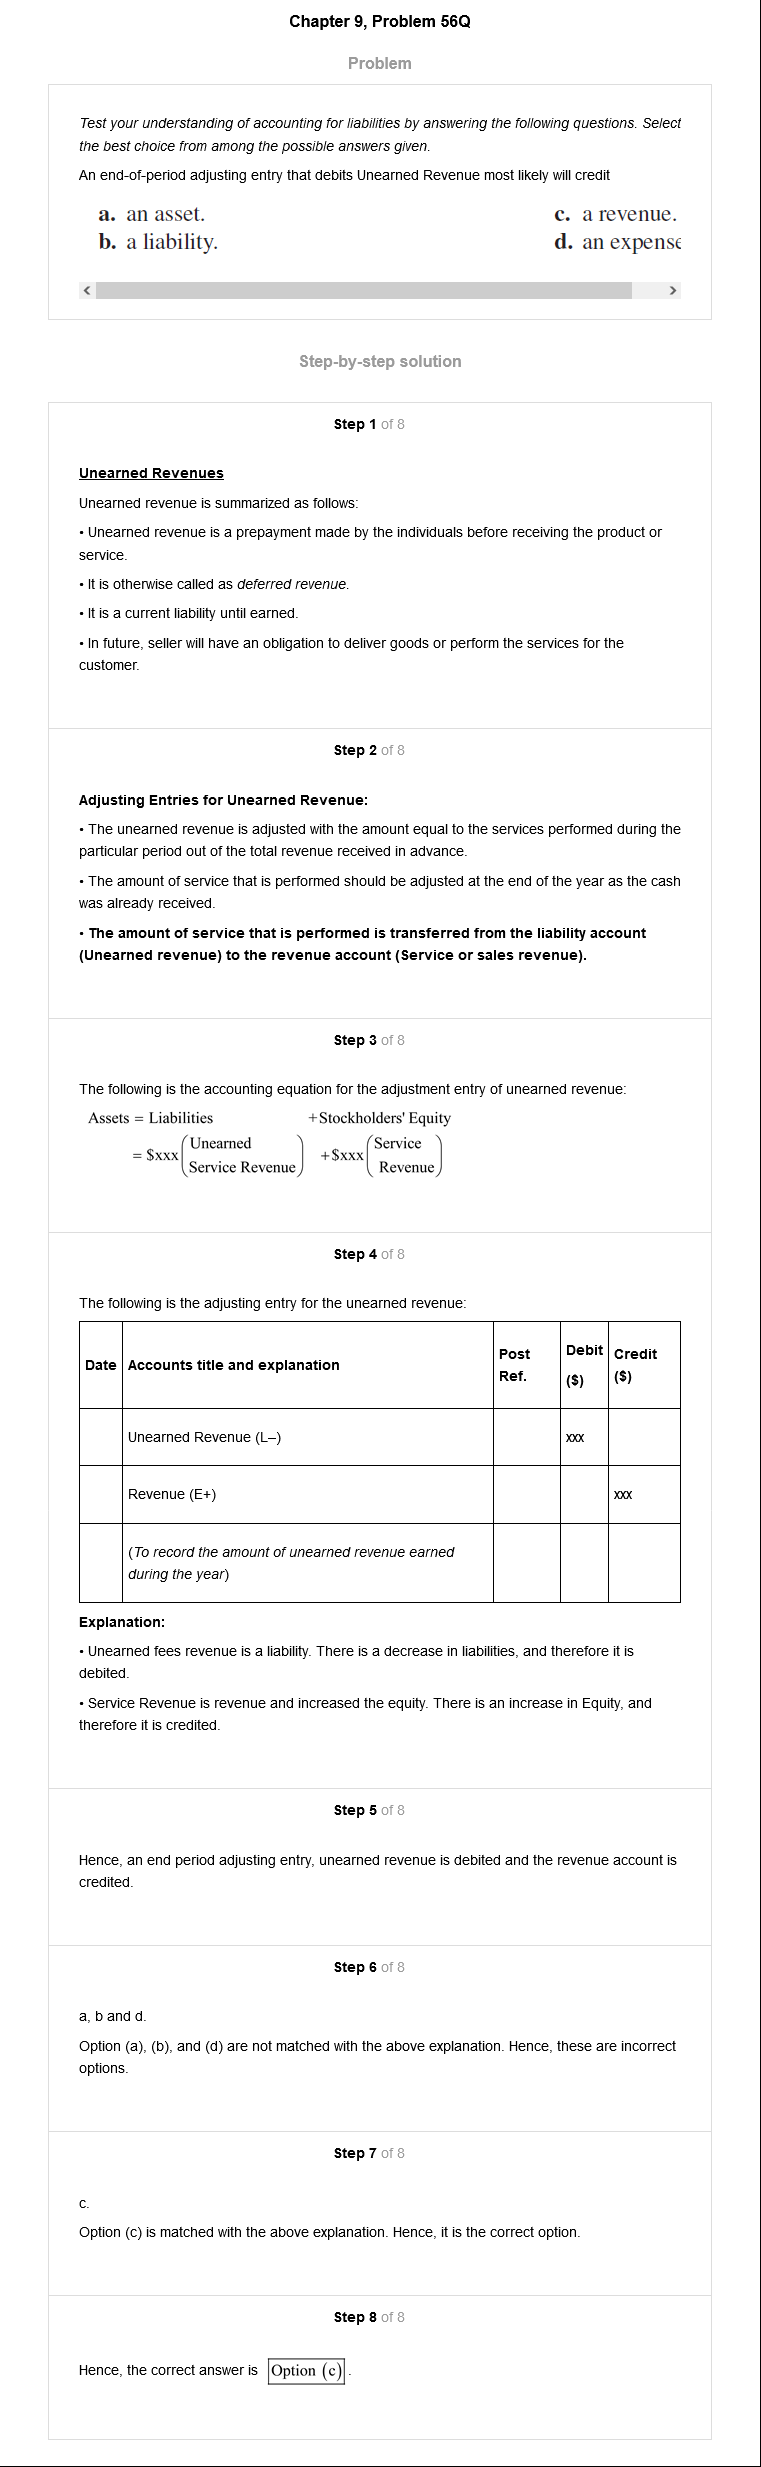 Chapter 9, Problem 56Q
Problem
Test your understanding of accounting for liabilities by answering the following questions. Select
the best choice from among the possible answers given.
An end-of-period adjusting entry that debits Unearned Revenue most likely will credit
a. an asset.
c. a revenue.
b. a liability.
d. an expense
Step-by-step solution
Step 1 of 8
Unearned Revenues
Unearned revenue is summarized as follows:
• Unearned revenue is a prepayment made by the individuals before receiving the product or
service.
• It is otherwise called as deferred revenue.
• It is a current liability until earned.
• In future, seller will have an obligation to deliver goods or perform the services for the
customer.
Step 2 of 8
Adjusting Entries for Unearned Revenue:
• The unearned revenue is adjusted with the amount equal to the services performed during the
particular period out of the total revenue received in advance.
• The amount of service that is performed should be adjusted at the end of the year as the cash
was already received.
• The amount of service that is performed is transferred from the liability account
(Unearned revenue) to the revenue account (Service or sales revenue).
Step 3 of 8
The following is the accounting equation for the adjustment entry of unearned revenue:
Assets = Liabilities +Stockholders' Equity
= $xxx (Unearned Service Revenue) +$xxx (Service Revenue)
Step 4 of 8
The following is the adjusting entry for the unearned revenue:
Date Accounts title and explanation Post Ref. Debit ($) Credit ($)
Unearned Revenue (L–) xxx
Revenue (E+) xxx
(To record the amount of unearned revenue earned
during the year)
Explanation:
• Unearned fees revenue is a liability. There is a decrease in liabilities, and therefore it is
debited.
• Service Revenue is revenue and increased the equity. There is an increase in Equity, and
therefore it is credited.
Step 5 of 8
Hence, an end period adjusting entry, unearned revenue is debited and the revenue account is
credited.
Step 6 of 8
a, b and d.
Option (a), (b), and (d) are not matched with the above explanation. Hence, these are incorrect
options.
Step 7 of 8
c.
Option (c) is matched with the above explanation. Hence, it is the correct option.
Step 8 of 8
Hence, the correct answer is Option (c).